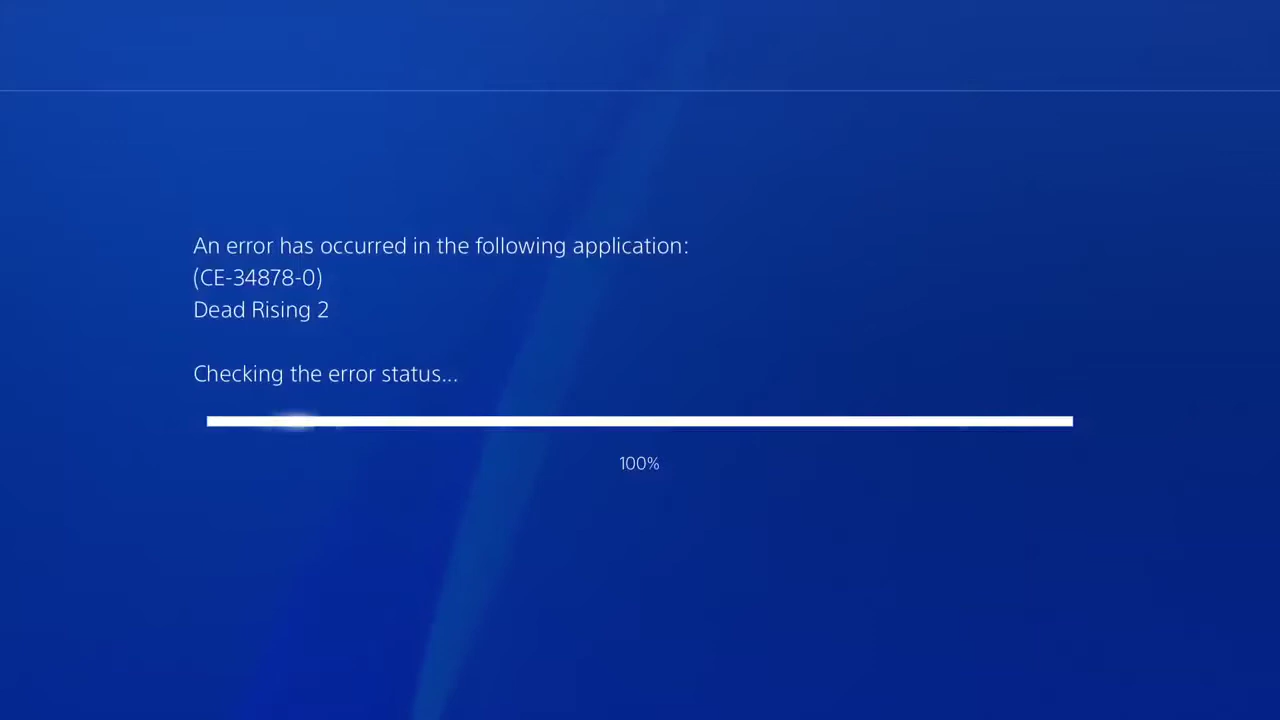 An error has occurred in the following application:
(CE-34878-0)
Dead Rising 2
Checking the error status...
100%